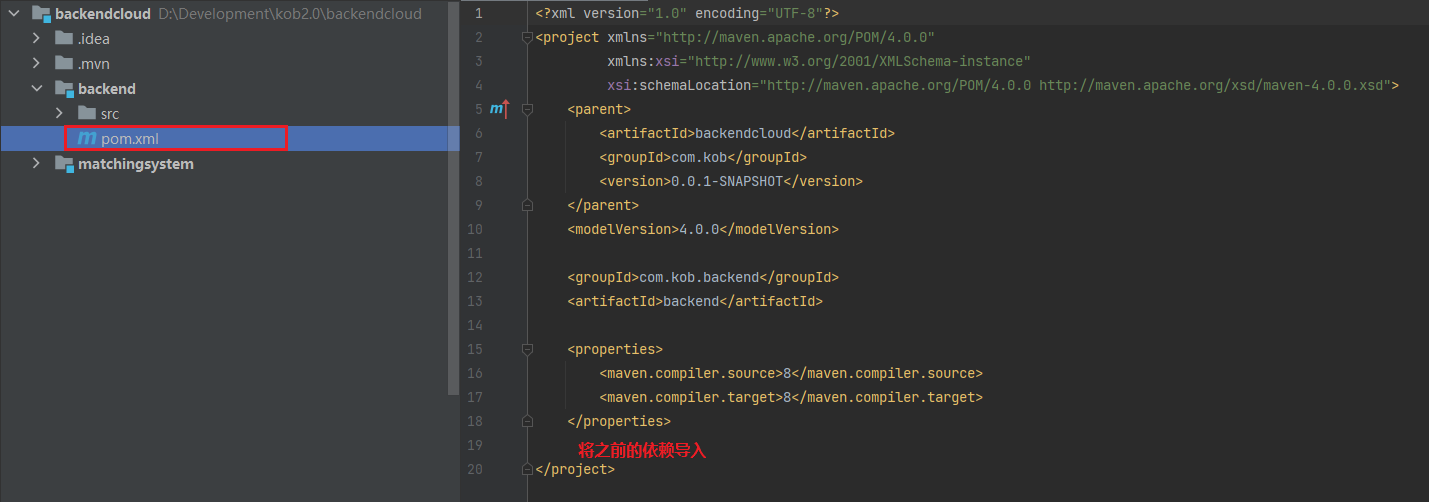 backendcloud D:\Development\kob2.0\backendcloud
.idea
.mvn
backend
src
pom.xml
matchingsystem
1 <?xml version="1.0" encoding="UTF-8"?>
2 <project xmlns="http://maven.apache.org/POM/4.0.0"
3 xmlns:xsi="http://www.w3.org/2001/XMLSchema-instance"
4 xsi:schemaLocation="http://maven.apache.org/POM/4.0.0 http://maven.apache.org/xsd/maven-4.0.0.xsd">
5 <parent>
6 <artifactId>backendcloud</artifactId>
7 <groupId>com.kob</groupId>
8 <version>0.0.1-SNAPSHOT</version>
9 </parent>
10 <modelVersion>4.0.0</modelVersion>
11
12 <groupId>com.kob.backend</groupId>
13 <artifactId>backend</artifactId>
14
15 <properties>
16 <maven.compiler.source>8</maven.compiler.source>
17 <maven.compiler.target>8</maven.compiler.target>
18 </properties>
19 将之前的依赖导入
20 </project>